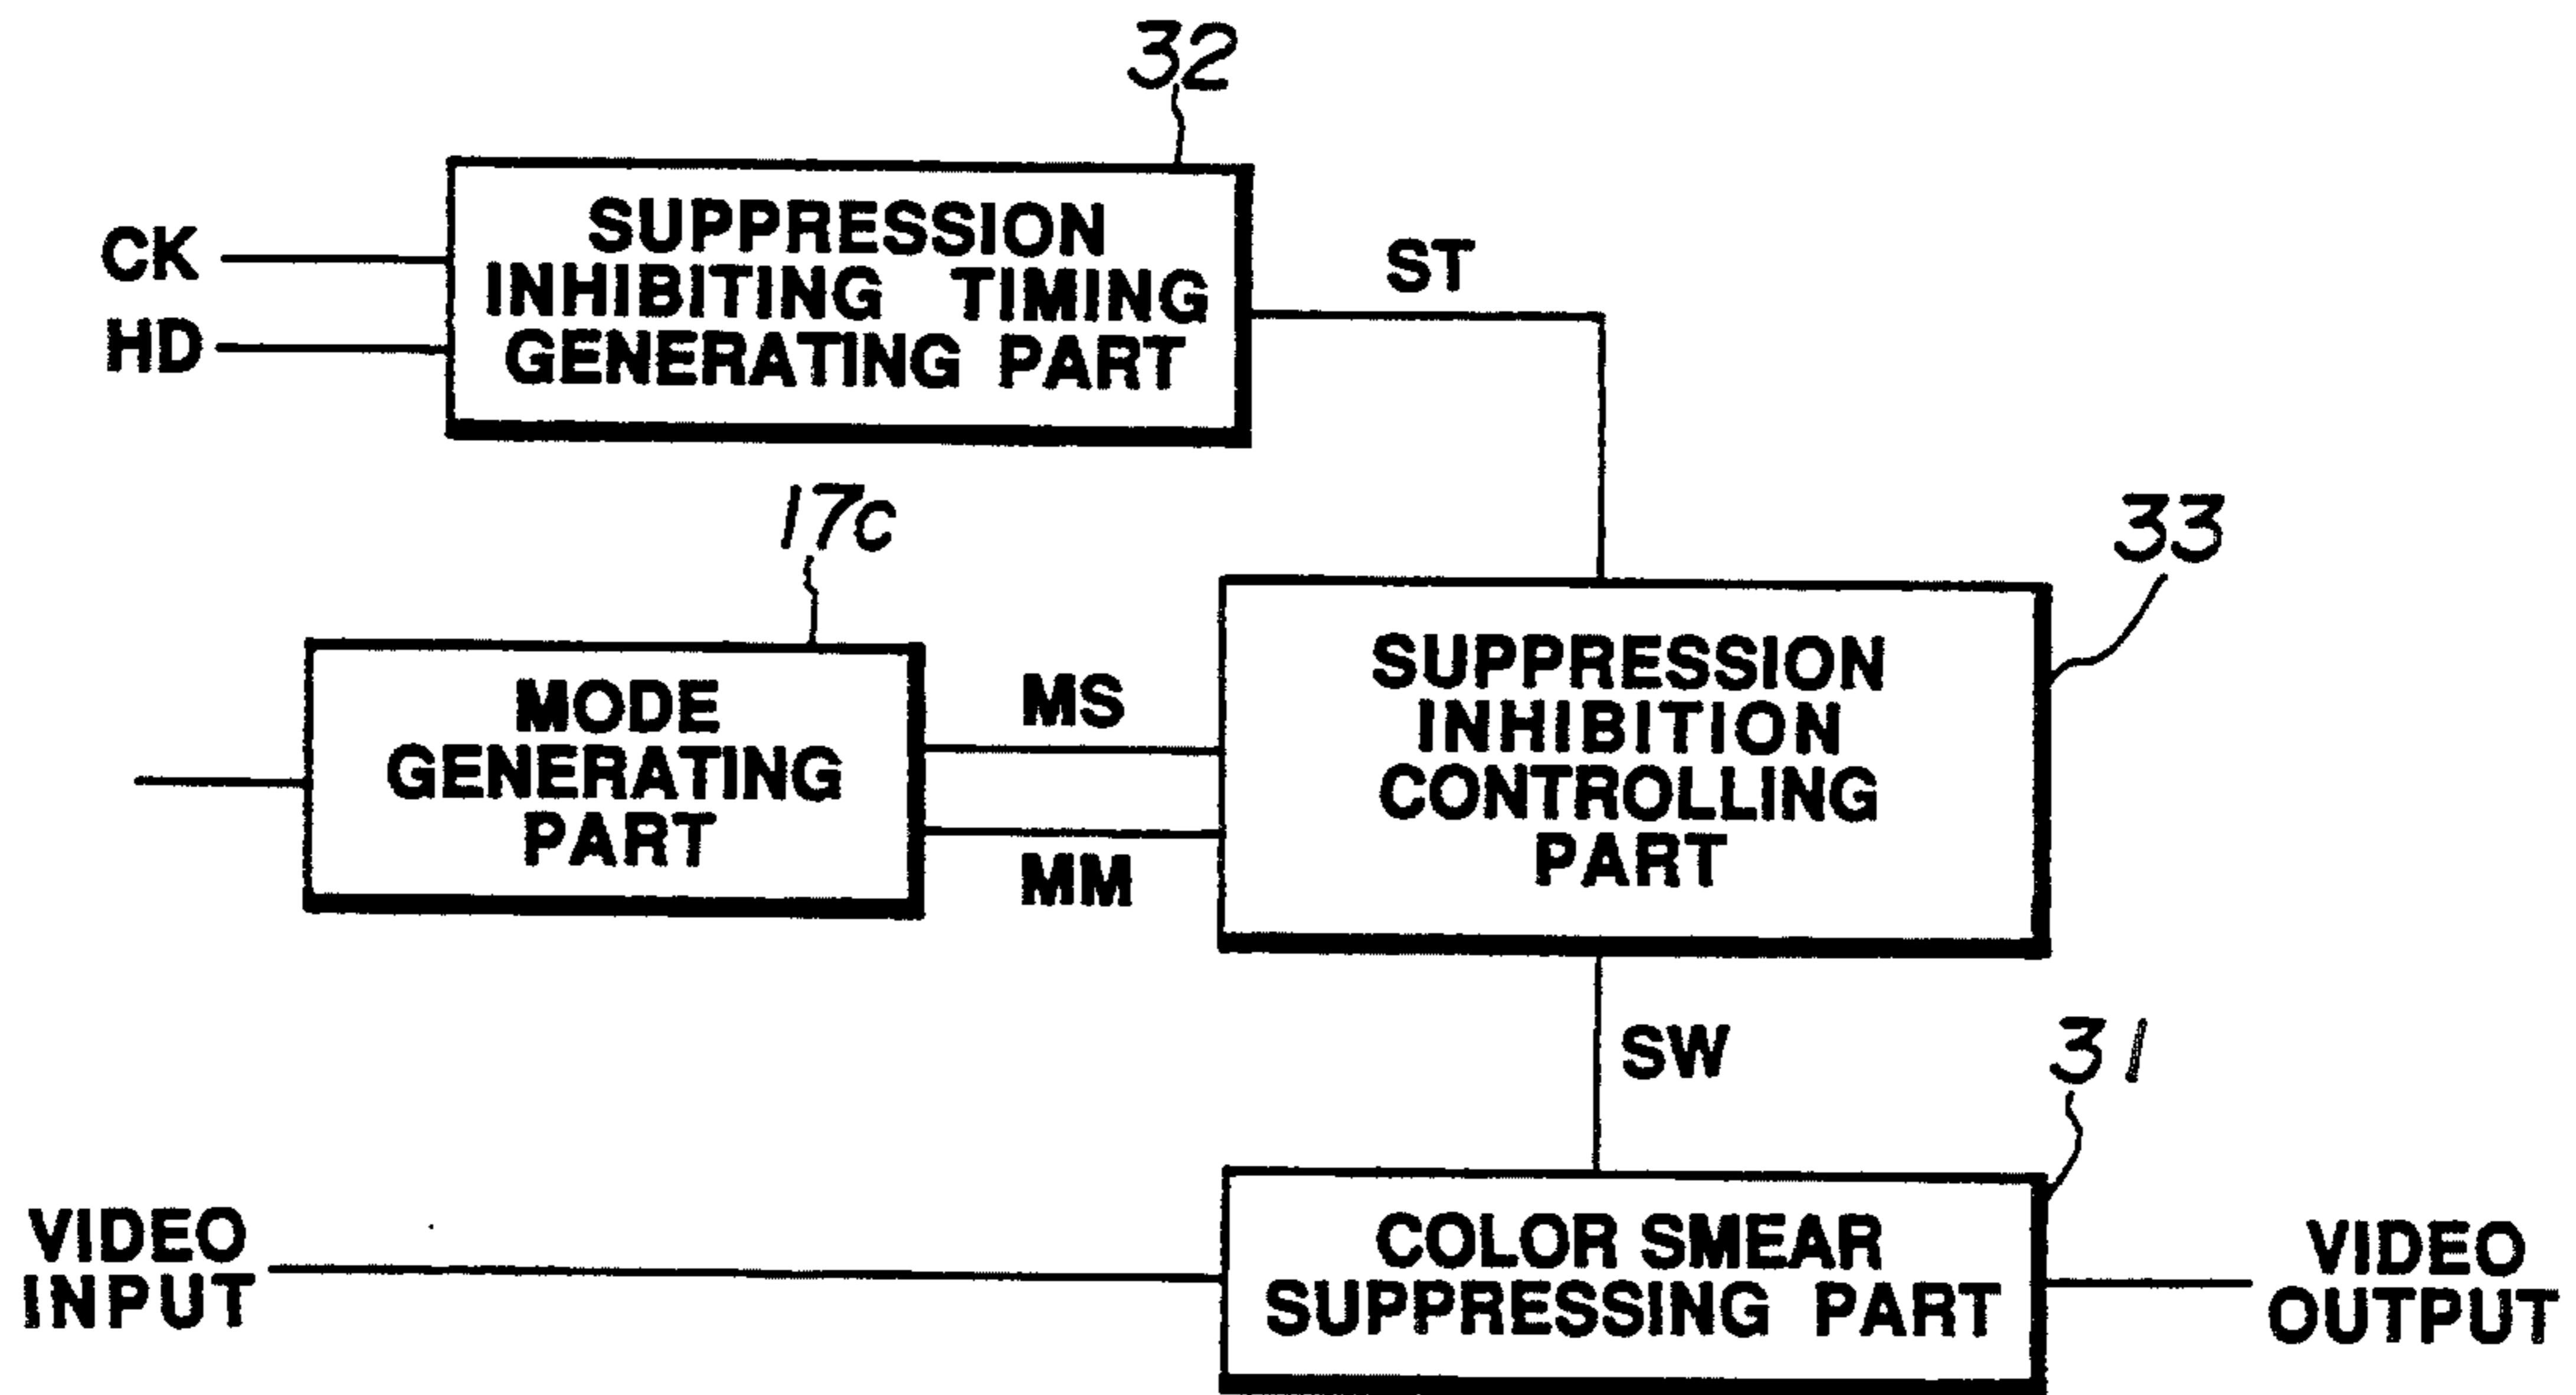 32
SUPPRESSION
INHIBITING TIMING
GENERATING PART
CK
HD
ST
17c
33
MODE
GENERATING
PART
MS
MM
SUPPRESSION
INHIBITION
CONTROLLING
PART
SW
31
VIDEO
INPUT
COLOR SMEAR
SUPPRESSING PART
VIDEO
OUTPUT